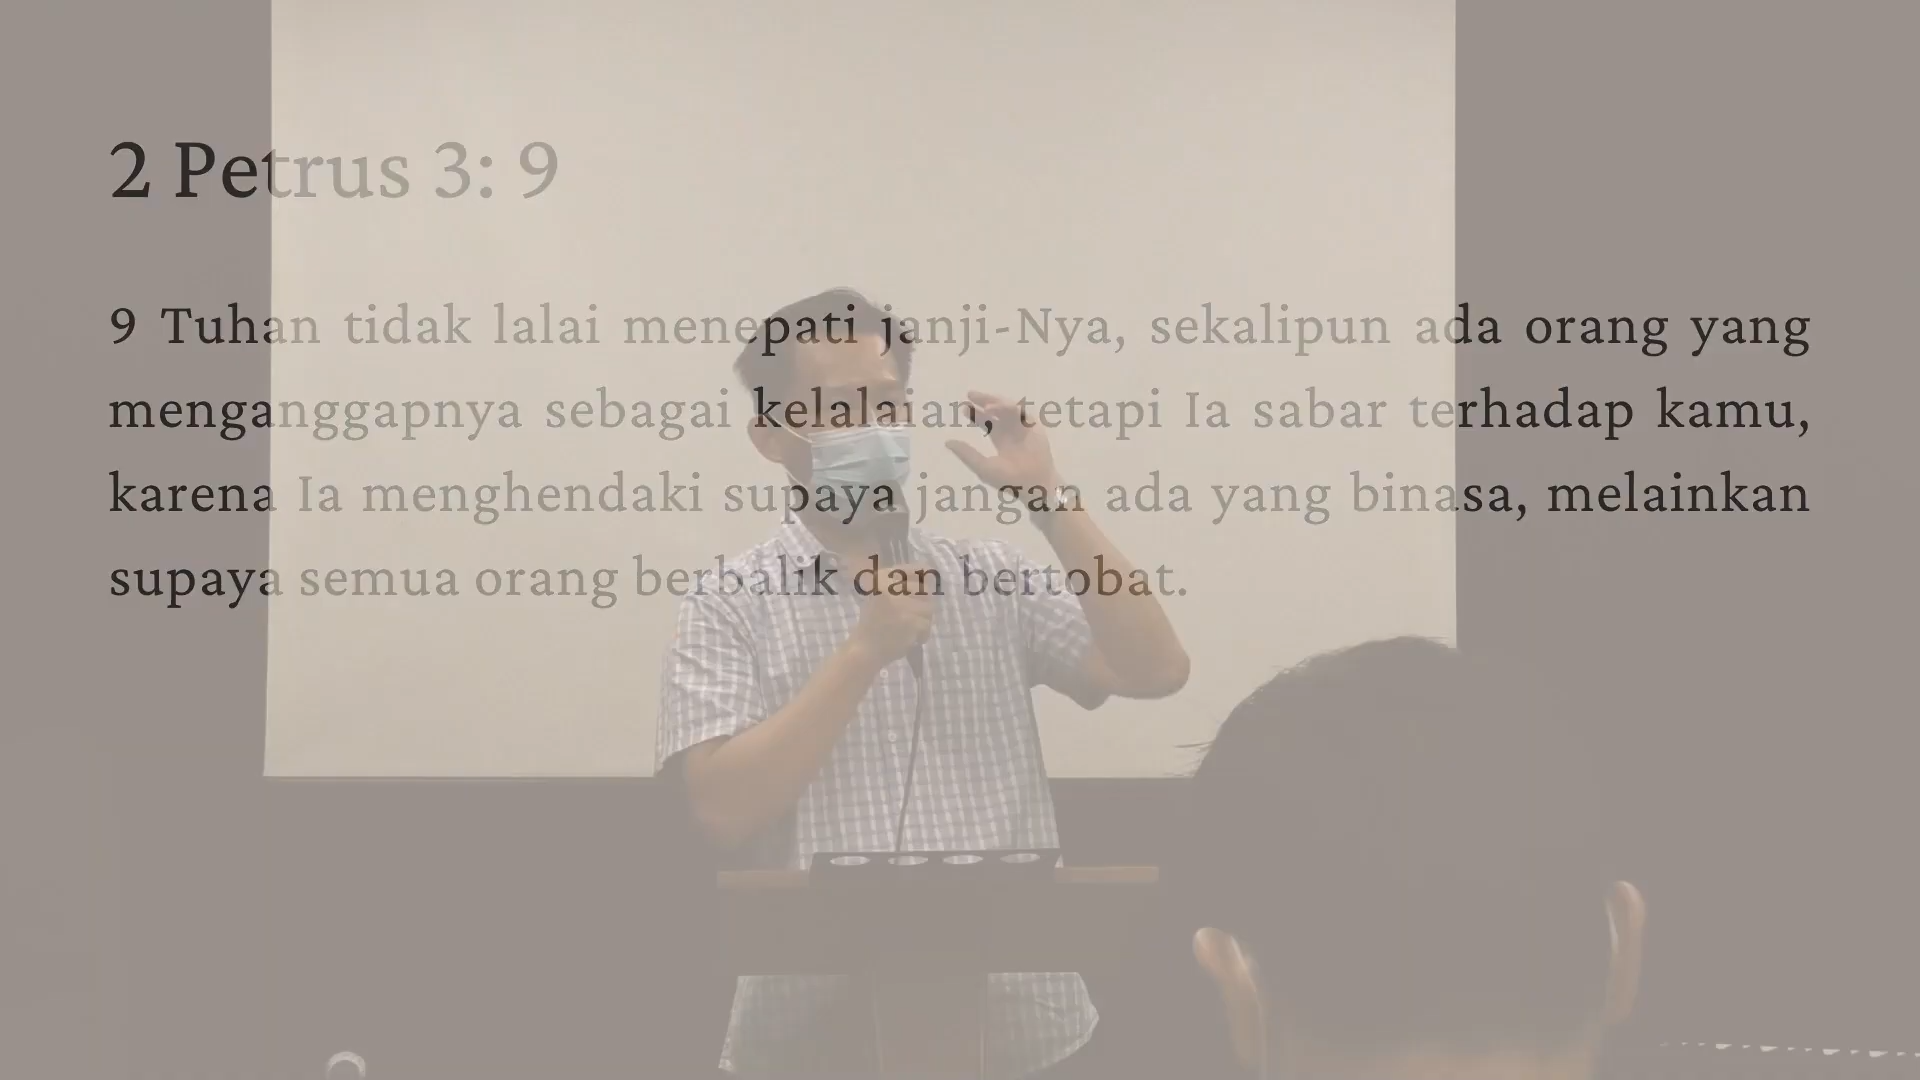 2 Petrus 3: 9
9 Tuhan tidak lalai menepati janji-Nya, sekalipun ada orang yang
menganggapnya sebagai kelalaian, tetapi Ia sabar terhadap kamu,
karena Ia menghendaki supaya jangan ada yang binasa, melainkan
supaya semua orang berbalik dan bertobat.